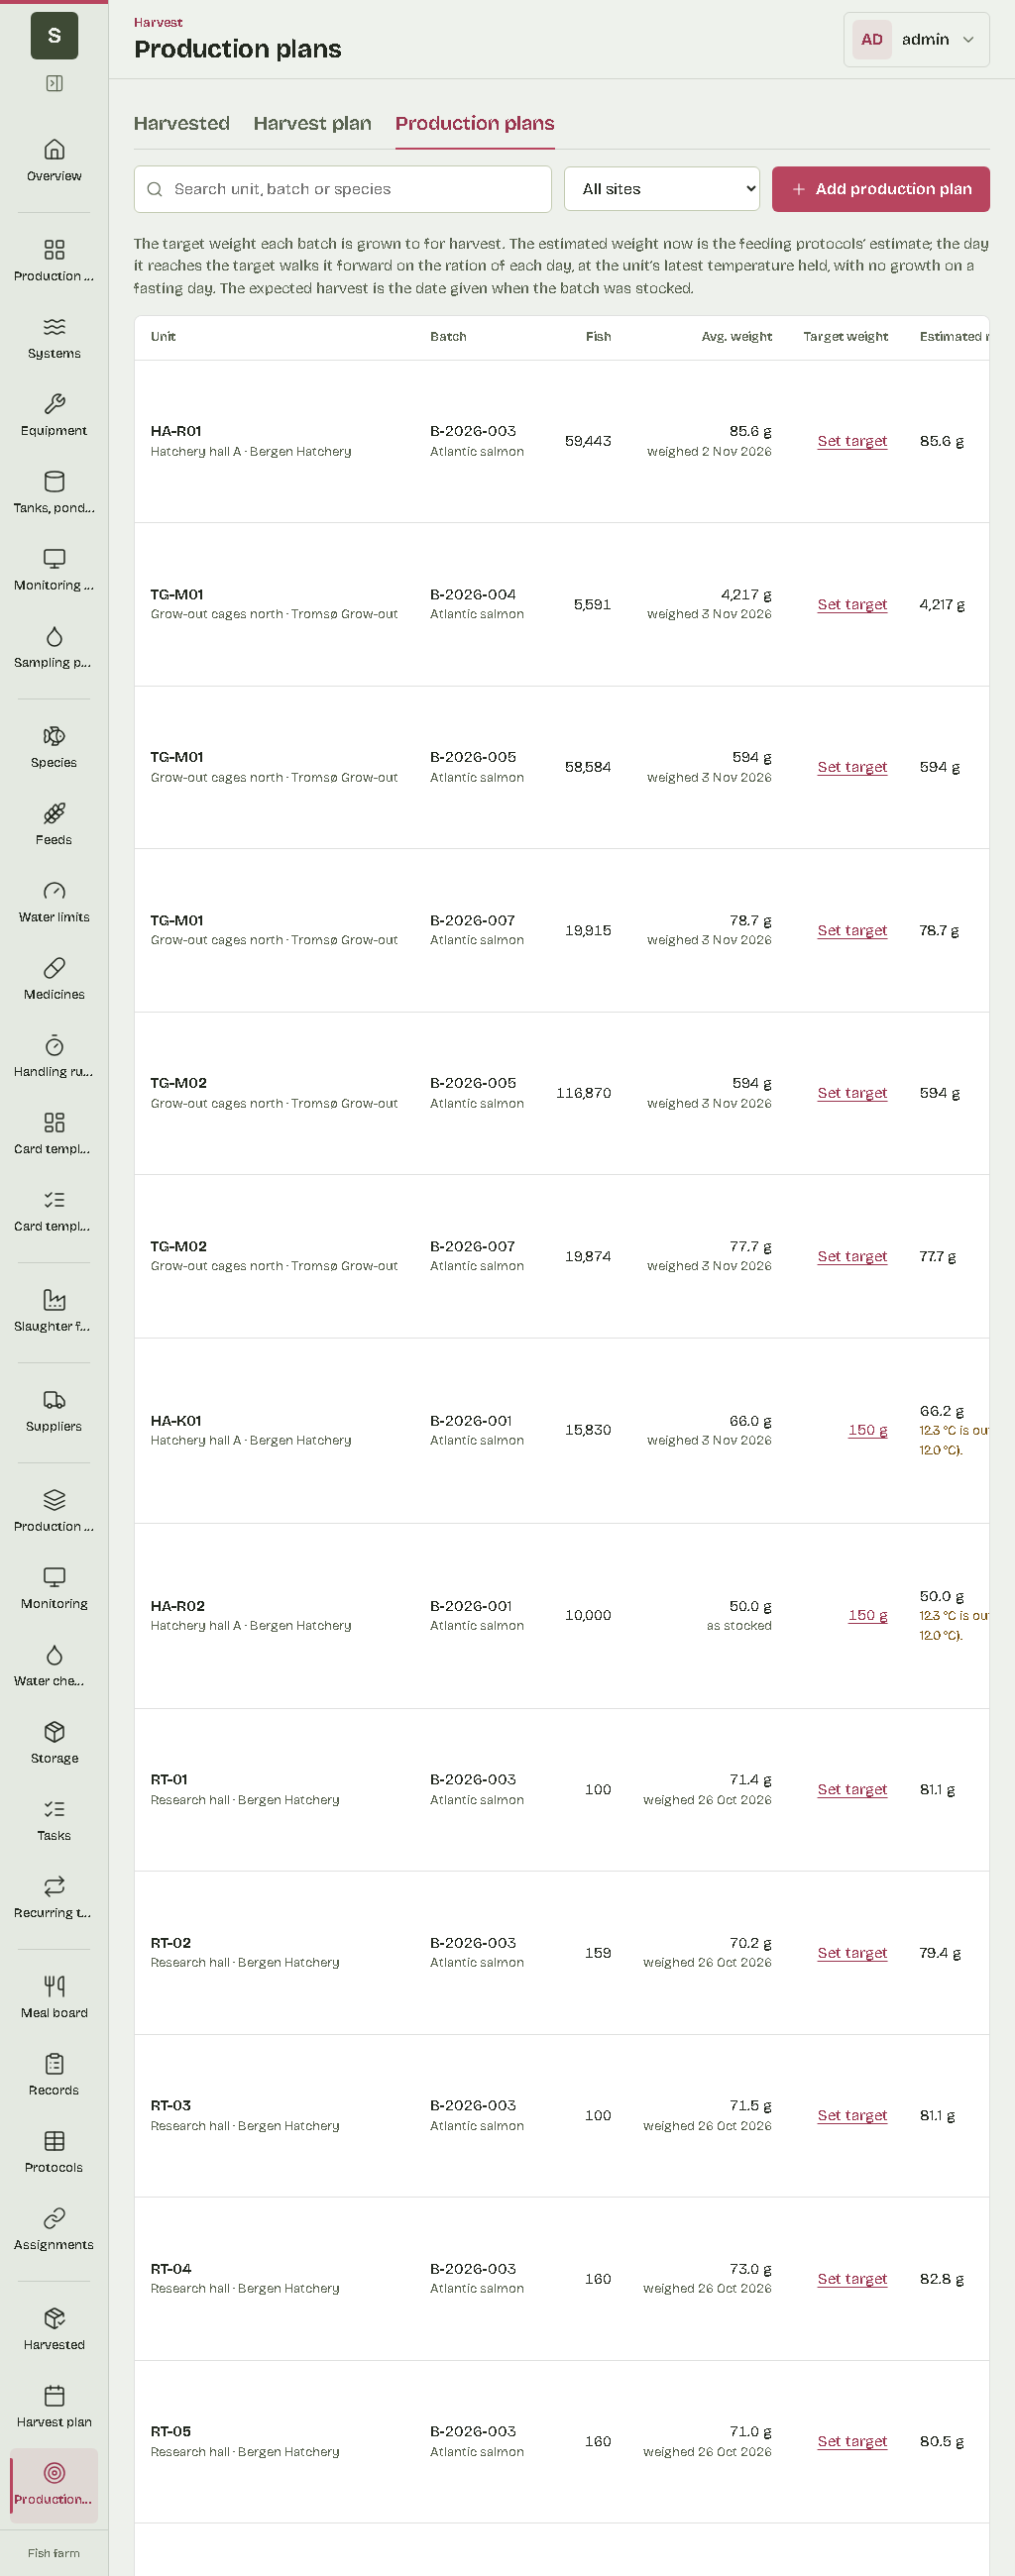 S
Overview
Production ...
Systems
Equipment
Tanks, pond...
Monitoring ...
Sampling p...
Species
Feeds
Water limits
Medicines
Handling ru...
Card templ...
Card templ...
Slaughter f...
Suppliers
Production ...
Monitoring
Water che...
Storage
Tasks
Recurring t...
Meal board
Records
Protocols
Assignments
Harvested
Harvest plan
Production...
Fish farm
Harvest
Production plans
AD admin
Harvested Harvest plan Production plans
Search unit, batch or species All sites + Add production plan
The target weight each batch is grown to for harvest. The estimated weight now is the feeding protocols' estimate; the day
it reaches the target walks it forward on the ration of each day, at the unit's latest temperature held, with no growth on a
fasting day. The expected harvest is the date given when the batch was stocked.
Unit Batch Fish Avg. weight Target weight Estimated
HA-R01 B-2026-003 59,443 85.6 g Set target 85.6 g
Hatchery hall A · Bergen Hatchery Atlantic salmon weighed 2 Nov 2026
TG-M01 B-2026-004 5,591 4,217 g Set target 4,217 g
Grow-out cages north · Tromsø Grow-out Atlantic salmon weighed 3 Nov 2026
TG-M01 B-2026-005 58,584 594 g Set target 594 g
Grow-out cages north · Tromsø Grow-out Atlantic salmon weighed 3 Nov 2026
TG-M01 B-2026-007 19,915 78.7 g Set target 78.7 g
Grow-out cages north · Tromsø Grow-out Atlantic salmon weighed 3 Nov 2026
TG-M02 B-2026-005 116,870 594 g Set target 594 g
Grow-out cages north · Tromsø Grow-out Atlantic salmon weighed 3 Nov 2026
TG-M02 B-2026-007 19,874 77.7 g Set target 77.7 g
Grow-out cages north · Tromsø Grow-out Atlantic salmon weighed 3 Nov 2026
HA-K01 B-2026-001 15,830 66.0 g 150 g 66.2 g
Hatchery hall A · Bergen Hatchery Atlantic salmon weighed 3 Nov 2026 12.3 °C is
12.0 °C).
HA-R02 B-2026-001 10,000 50.0 g 150 g 50.0 g
Hatchery hall A · Bergen Hatchery Atlantic salmon as stocked 12.3 °C is
12.0 °C).
RT-01 B-2026-003 100 71.4 g Set target 81.1 g
Research hall · Bergen Hatchery Atlantic salmon weighed 26 Oct 2026
RT-02 B-2026-003 159 70.2 g Set target 79.4 g
Research hall · Bergen Hatchery Atlantic salmon weighed 26 Oct 2026
RT-03 B-2026-003 100 71.5 g Set target 81.1 g
Research hall · Bergen Hatchery Atlantic salmon weighed 26 Oct 2026
RT-04 B-2026-003 160 73.0 g Set target 82.8 g
Research hall · Bergen Hatchery Atlantic salmon weighed 26 Oct 2026
RT-05 B-2026-003 160 71.0 g Set target 80.5 g
Research hall · Bergen Hatchery Atlantic salmon weighed 26 Oct 2026